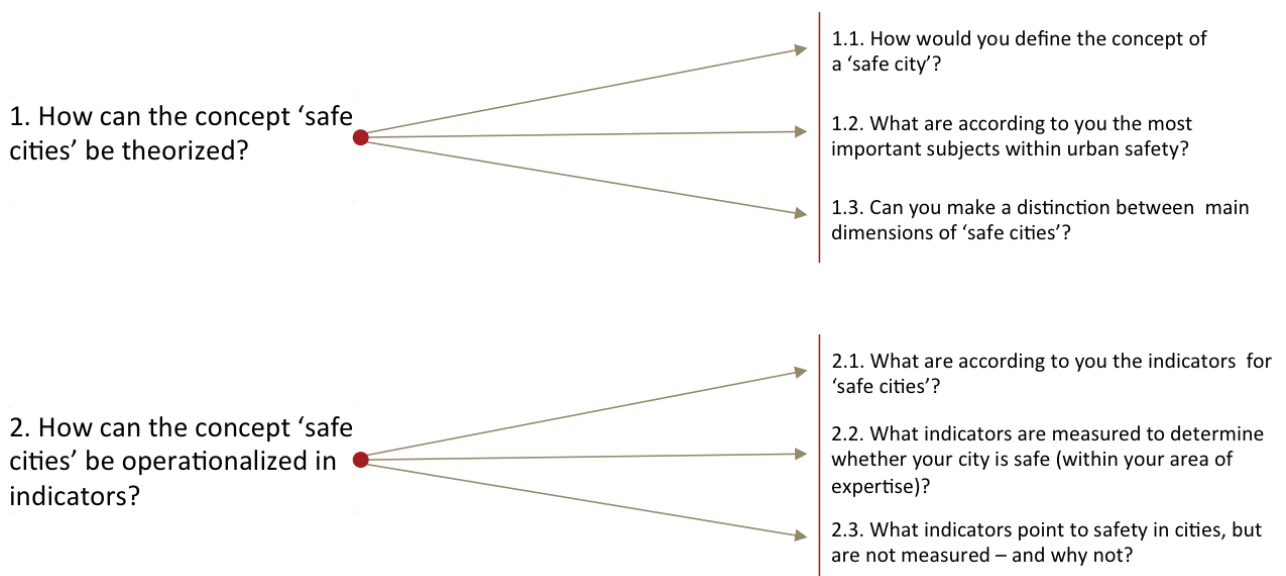 1. How can the concept ‘safe
cities’ be theorized?
1.1. How would you define the concept of
a ‘safe city’?
1.2. What are according to you the most
important subjects within urban safety?
1.3. Can you make a distinction between  main
dimensions of ‘safe cities’?
2. How can the concept ‘safe
cities’ be operationalized in
indicators?
2.1. What are according to you the indicators  for
‘safe cities’?
2.2. What indicators are measured to determine
whether your city is safe (within your area of
expertise)?
2.3. What indicators point to safety in cities, but
are not measured – and why not?